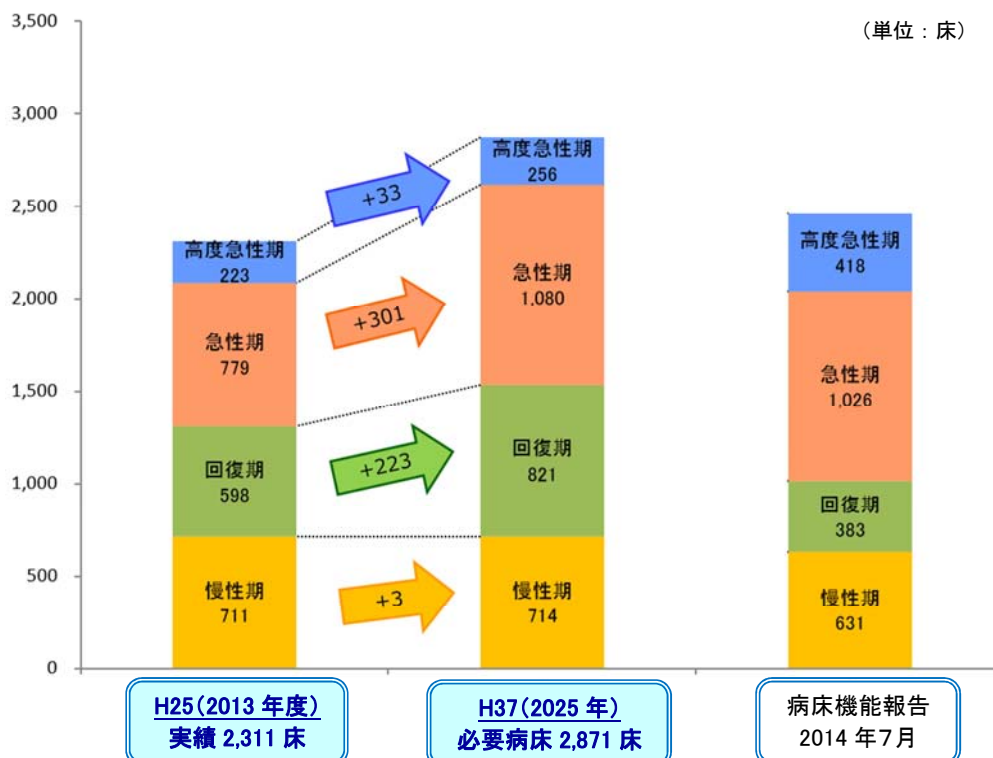 3,500
(単位：床)
3,000
2,500
2,000
1,500
1,000
500
0
高度急性期
223
急性期
779
回復期
598
慢性期
711
+33
+301
+223
+3
高度急性期
256
急性期
1,080
回復期
821
慢性期
714
高度急性期
418
急性期
1,026
回復期
383
慢性期
631
H25(2013 年度)
実績 2,311 床
H37(2025 年)
必要病床 2,871 床
病床機能報告
2014 年７月